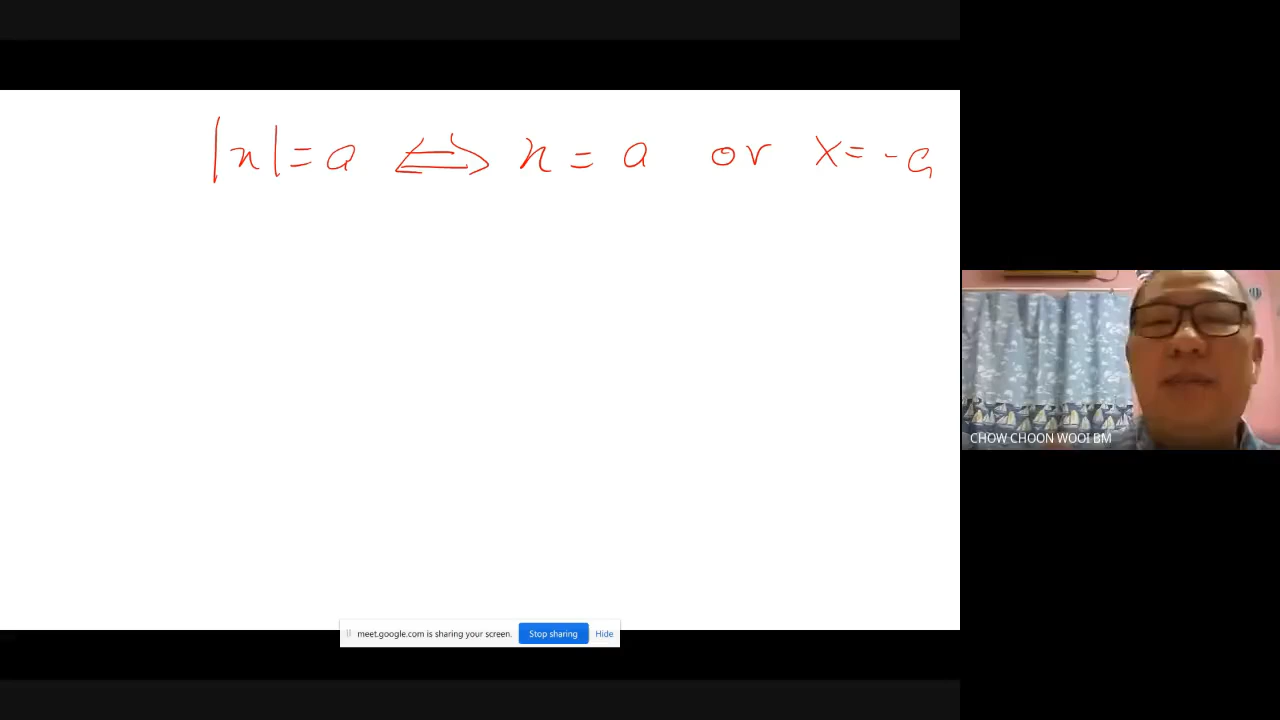 |x| = a ⟺ x = a or x = -a
CHOW CHOON WOOI BM
meet.google.com is sharing your screen. Stop sharing Hide